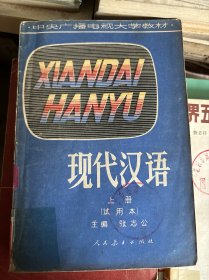 中央广播电视大学教材
XIANDAI
HANYU
现代汉语
上册
(试用本)
主编 张志公
人民教育出版社